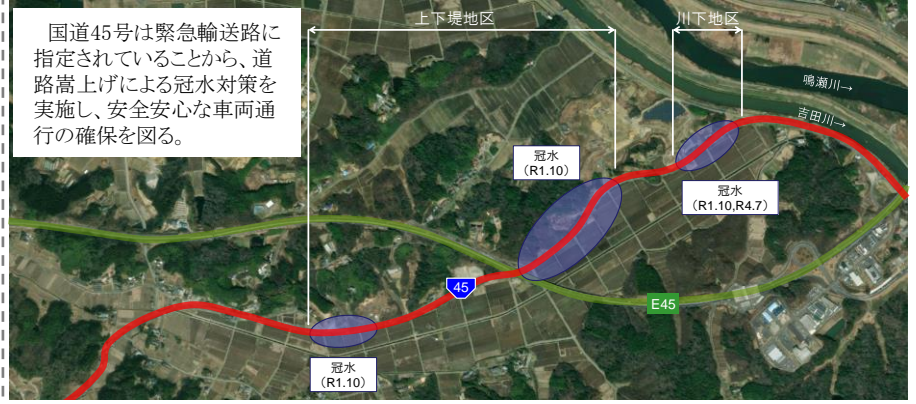 国道45号は緊急輸送路に
指定されていることから、道
路嵩上げによる冠水対策を
実施し、安全安心な車両通
行の確保を図る。
上下堤地区
川下地区
鳴瀬川→
吉田川→
冠水
（R1.10）
冠水
（R1.10,R4.7）
45
E45
冠水
（R1.10）